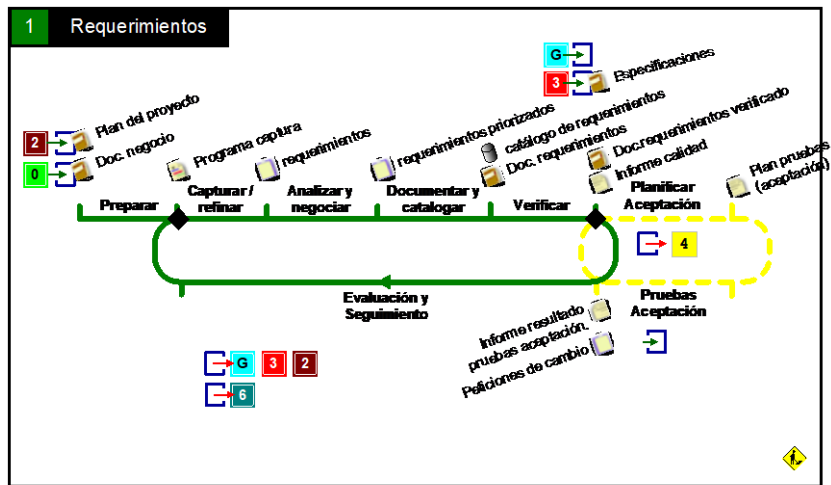 1 Requerimientos
G
3 Especificaciones
2 Plan del proyecto
0 Doc. negocio
Programa captura
requerimientos
requerimientos priorizados
catálogo de requerimientos
Doc. requerimientos
Doc.requerimientos verificado
Informe calidad
Plan pruebas
(aceptación)
Preparar
Capturar /
refinar
Analizar y
negociar
Documentar y
catalogar
Verificar
Planificar
Aceptación
4
Evaluación y
Seguimiento
Pruebas
Aceptación
Informe resultado
pruebas aceptación.
Peticiones de cambio
G 3 2
6